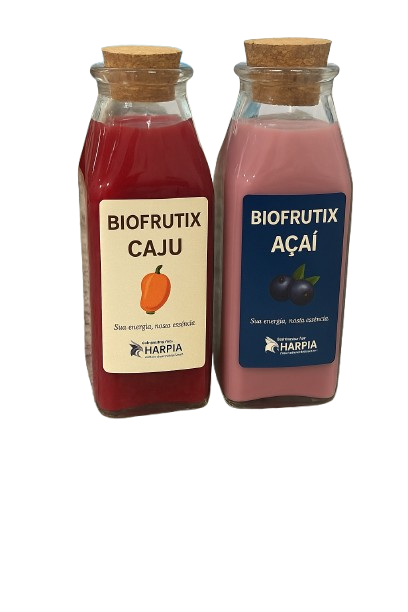 BIOFRUTIX
CAJU
Sua energia, nossa essência.
HARPIA
BIOFRUTIX
AÇAÍ
Sua energia, nossa essência.
HARPIA